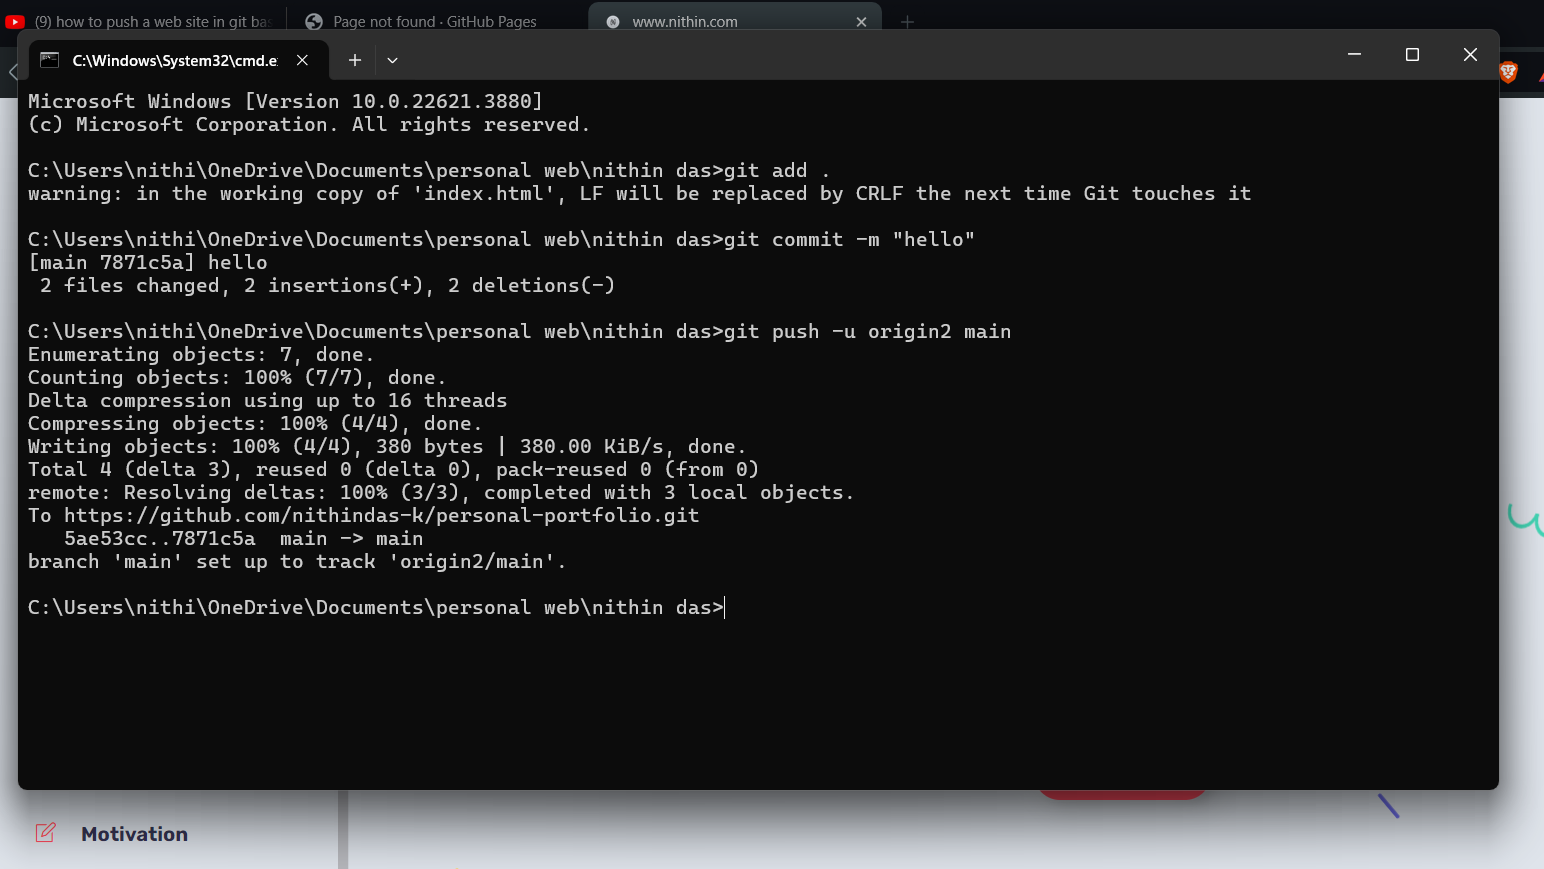 (9) how to push a web site in git bas
Page not found · GitHub Pages
www.nithin.com
C:\Windows\System32\cmd.e
Microsoft Windows [Version 10.0.22621.3880]
(c) Microsoft Corporation. All rights reserved.
C:\Users\nithi\OneDrive\Documents\personal web\nithin das>git add .
warning: in the working copy of 'index.html', LF will be replaced by CRLF the next time Git touches it
C:\Users\nithi\OneDrive\Documents\personal web\nithin das>git commit -m "hello"
[main 7871c5a] hello
 2 files changed, 2 insertions(+), 2 deletions(-)
C:\Users\nithi\OneDrive\Documents\personal web\nithin das>git push -u origin2 main
Enumerating objects: 7, done.
Counting objects: 100% (7/7), done.
Delta compression using up to 16 threads
Compressing objects: 100% (4/4), done.
Writing objects: 100% (4/4), 380 bytes | 380.00 KiB/s, done.
Total 4 (delta 3), reused 0 (delta 0), pack-reused 0 (from 0)
remote: Resolving deltas: 100% (3/3), completed with 3 local objects.
To https://github.com/nithindas-k/personal-portfolio.git
   5ae53cc..7871c5a  main -> main
branch 'main' set up to track 'origin2/main'.
C:\Users\nithi\OneDrive\Documents\personal web\nithin das>
Motivation